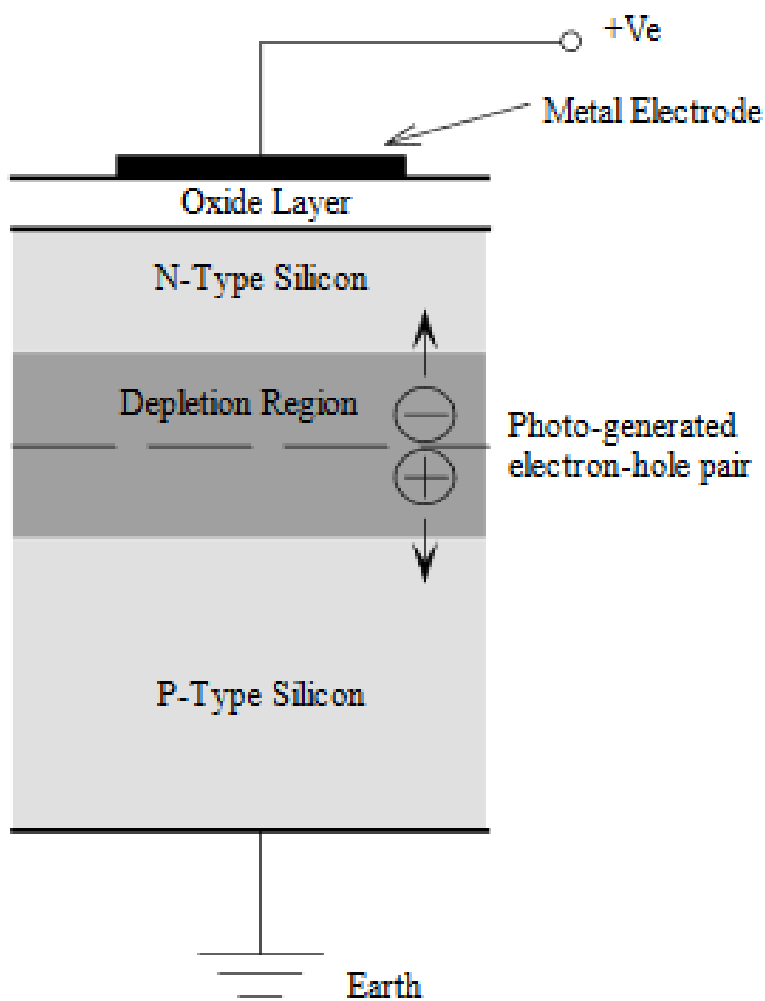 +Ve
Metal Electrode
Oxide Layer
N-Type Silicon
Depletion Region
Photo-generated
electron-hole pair
P-Type Silicon
Earth